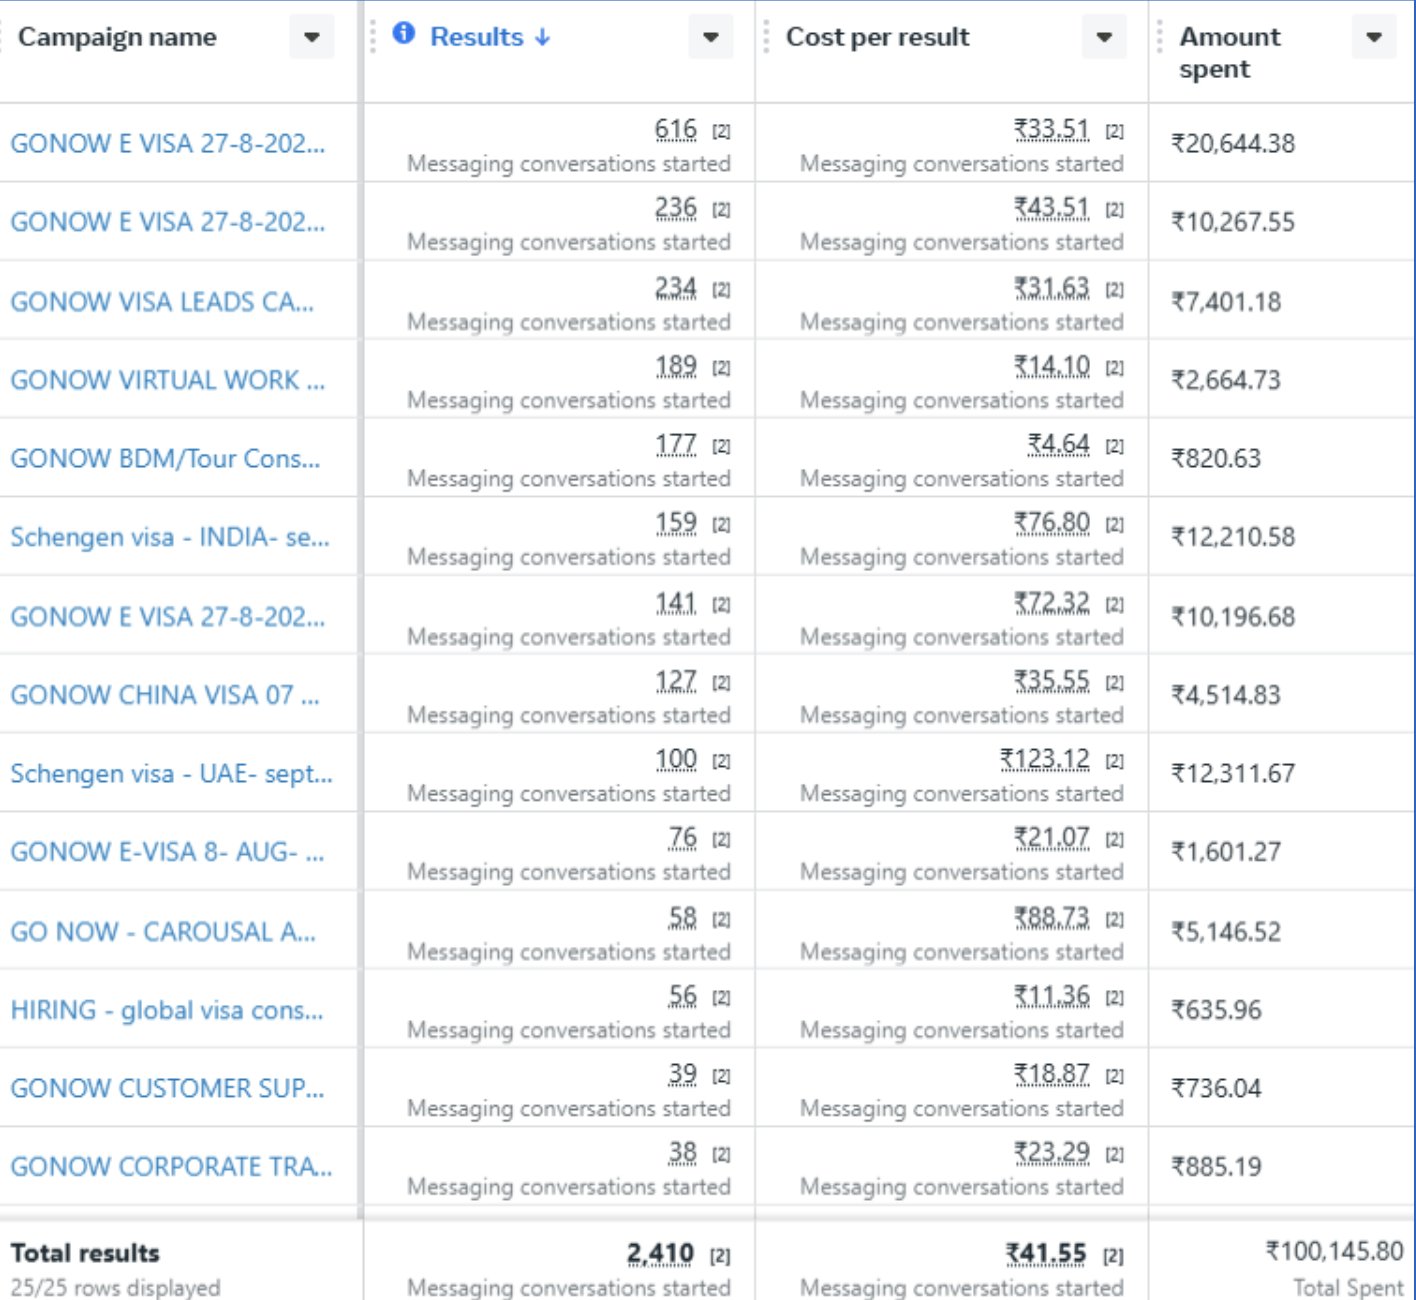 Campaign name Results ↓ Cost per result Amount
spent
GONOW E VISA 27-8-202... 616 [2] ₹33.51 [2] ₹20,644.38
Messaging conversations started Messaging conversations started
GONOW E VISA 27-8-202... 236 [2] ₹43.51 [2] ₹10,267.55
Messaging conversations started Messaging conversations started
GONOW VISA LEADS CA... 234 [2] ₹31.63 [2] ₹7,401.18
Messaging conversations started Messaging conversations started
GONOW VIRTUAL WORK ... 189 [2] ₹14.10 [2] ₹2,664.73
Messaging conversations started Messaging conversations started
GONOW BDM/Tour Cons... 177 [2] ₹4.64 [2] ₹820.63
Messaging conversations started Messaging conversations started
Schengen visa - INDIA- se... 159 [2] ₹76.80 [2] ₹12,210.58
Messaging conversations started Messaging conversations started
GONOW E VISA 27-8-202... 141 [2] ₹72.32 [2] ₹10,196.68
Messaging conversations started Messaging conversations started
GONOW CHINA VISA 07 ... 127 [2] ₹35.55 [2] ₹4,514.83
Messaging conversations started Messaging conversations started
Schengen visa - UAE- sept... 100 [2] ₹123.12 [2] ₹12,311.67
Messaging conversations started Messaging conversations started
GONOW E-VISA 8- AUG- ... 76 [2] ₹21.07 [2] ₹1,601.27
Messaging conversations started Messaging conversations started
GO NOW - CAROUSAL A... 58 [2] ₹88.73 [2] ₹5,146.52
Messaging conversations started Messaging conversations started
HIRING - global visa cons... 56 [2] ₹11.36 [2] ₹635.96
Messaging conversations started Messaging conversations started
GONOW CUSTOMER SUP... 39 [2] ₹18.87 [2] ₹736.04
Messaging conversations started Messaging conversations started
GONOW CORPORATE TRA... 38 [2] ₹23.29 [2] ₹885.19
Messaging conversations started Messaging conversations started
Total results 2,410 [2] ₹41.55 [2] ₹100,145.80
25/25 rows displayed Messaging conversations started Messaging conversations started Total Spent